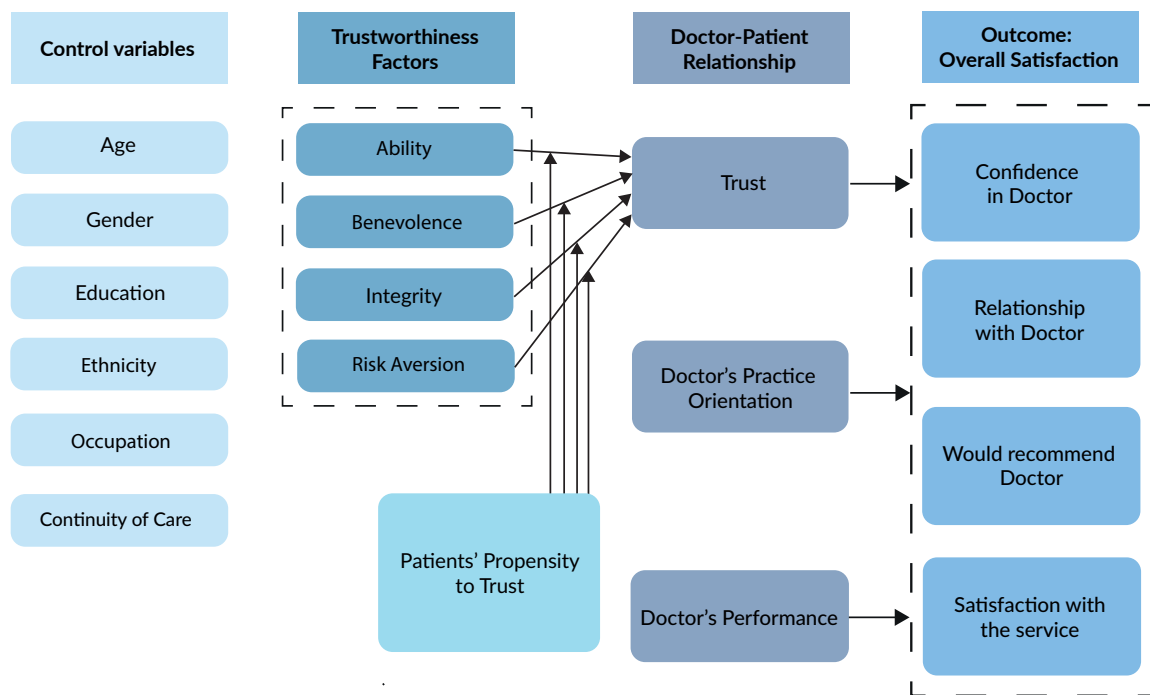 Control variables
Age
Gender
Education
Ethnicity
Occupation
Continuity of Care
Trustworthiness
Factors
Ability
Benevolence
Integrity
Risk Aversion
Patients’ Propensity
to Trust
Doctor-Patient
Relationship
Trust
Doctor’s Practice
Orientation
Doctor’s Performance
Outcome:
Overall Satisfaction
Confidence
in Doctor
Relationship
with Doctor
Would recommend
Doctor
Satisfaction with
the service